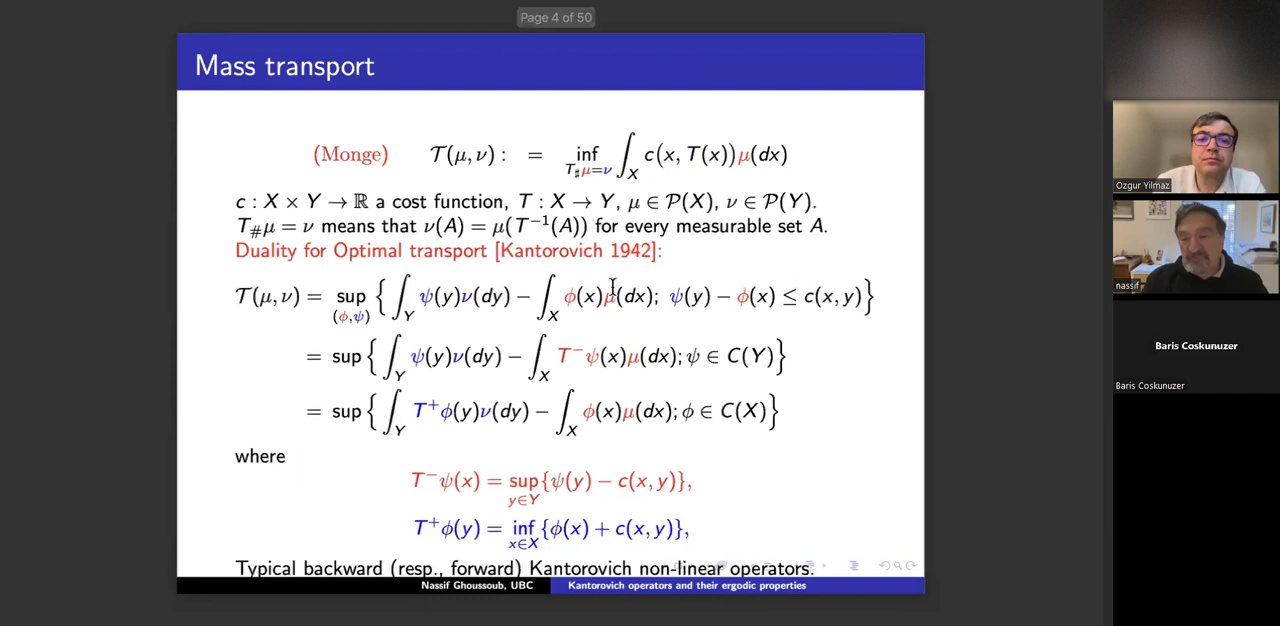 Page 4 of 50
Mass transport
(Monge) 𝒯(μ, ν) : = inf_{T♯μ=ν} ∫_X c(x, T(x))μ(dx)
c : X × Y → ℝ a cost function, T : X → Y, μ ∈ 𝒫(X), ν ∈ 𝒫(Y).
T_#μ = ν means that ν(A) = μ(T⁻¹(A)) for every measurable set A.
Duality for Optimal transport [Kantorovich 1942]:
𝒯(μ, ν) = sup_{(ϕ,ψ)} { ∫_Y ψ(y)ν(dy) − ∫_X ϕ(x)μ(dx); ψ(y) − ϕ(x) ≤ c(x, y) }
= sup{ ∫_Y ψ(y)ν(dy) − ∫_X T⁻ψ(x)μ(dx); ψ ∈ C(Y) }
= sup{ ∫_Y T⁺ϕ(y)ν(dy) − ∫_X ϕ(x)μ(dx); ϕ ∈ C(X) }
where
T⁻ψ(x) = sup_{y∈Y} {ψ(y) − c(x, y)},
T⁺ϕ(y) = inf_{x∈X} {ϕ(x) + c(x, y)},
Typical backward (resp., forward) Kantorovich non-linear operators.
Nassif Ghoussoub, UBC Kantorovich operators and their ergodic properties
Ozgur Yilmaz
nassif
Baris Coskunuzer
Baris Coskunuzer